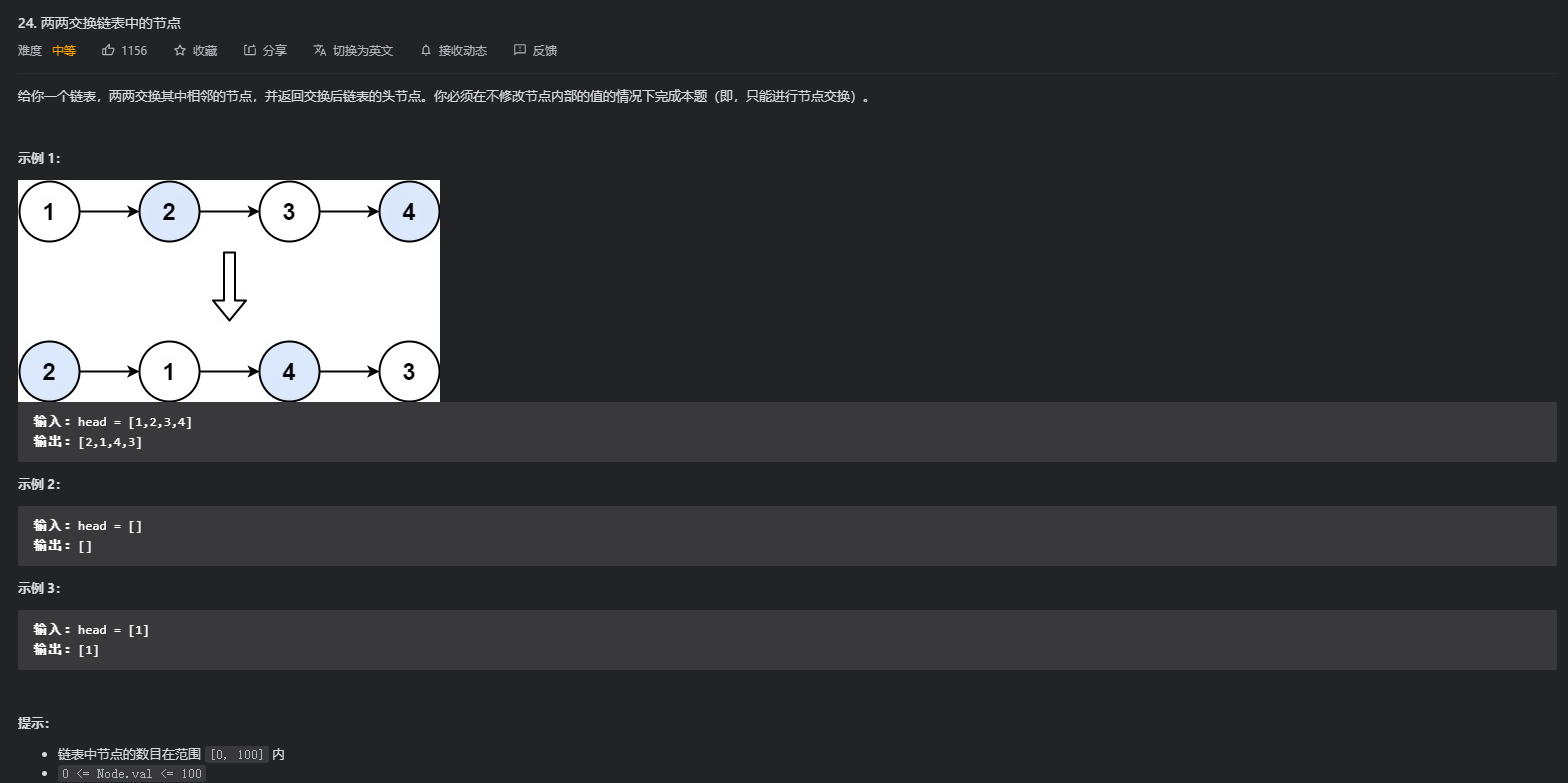 24. 两两交换链表中的节点
难度 中等 1156 收藏 分享 切换为英文 接收动态 反馈
给你一个链表，两两交换其中相邻的节点，并返回交换后链表的头节点。你必须在不修改节点内部的值的情况下完成本题（即，只能进行节点交换）。
示例 1：
1 2 3 4
2 1 4 3
输入：head = [1,2,3,4]
输出：[2,1,4,3]
示例 2：
输入：head = []
输出：[]
示例 3：
输入：head = [1]
输出：[1]
提示：
链表中节点的数目在范围 [0, 100] 内
0 <= Node.val <= 100